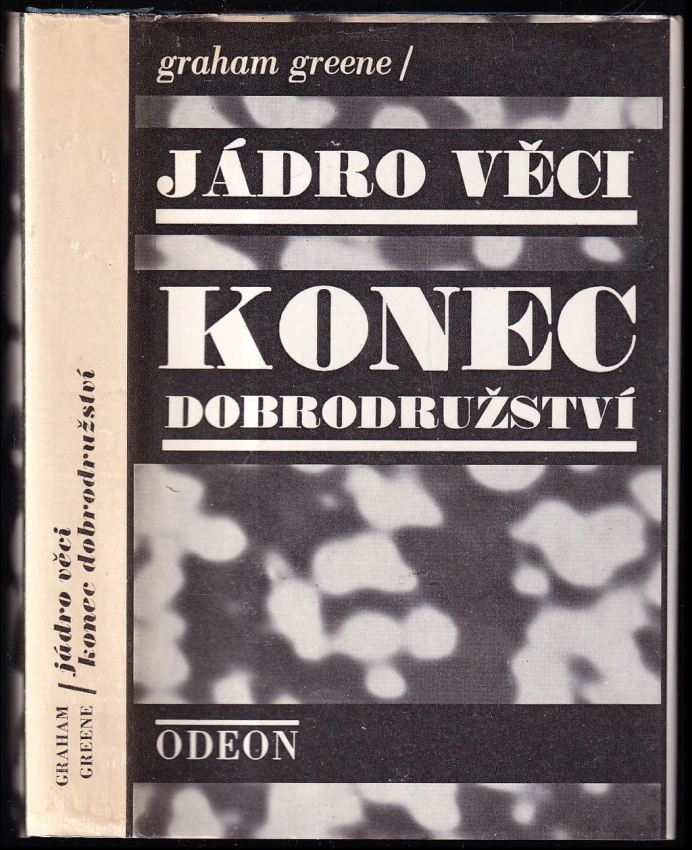 graham greene /
JÁDRO VĚCI
KONEC
DOBRODRUŽSTVÍ
ODEON
GRAHAM
GREENE
/ jádro věci
/ konec dobrodružství